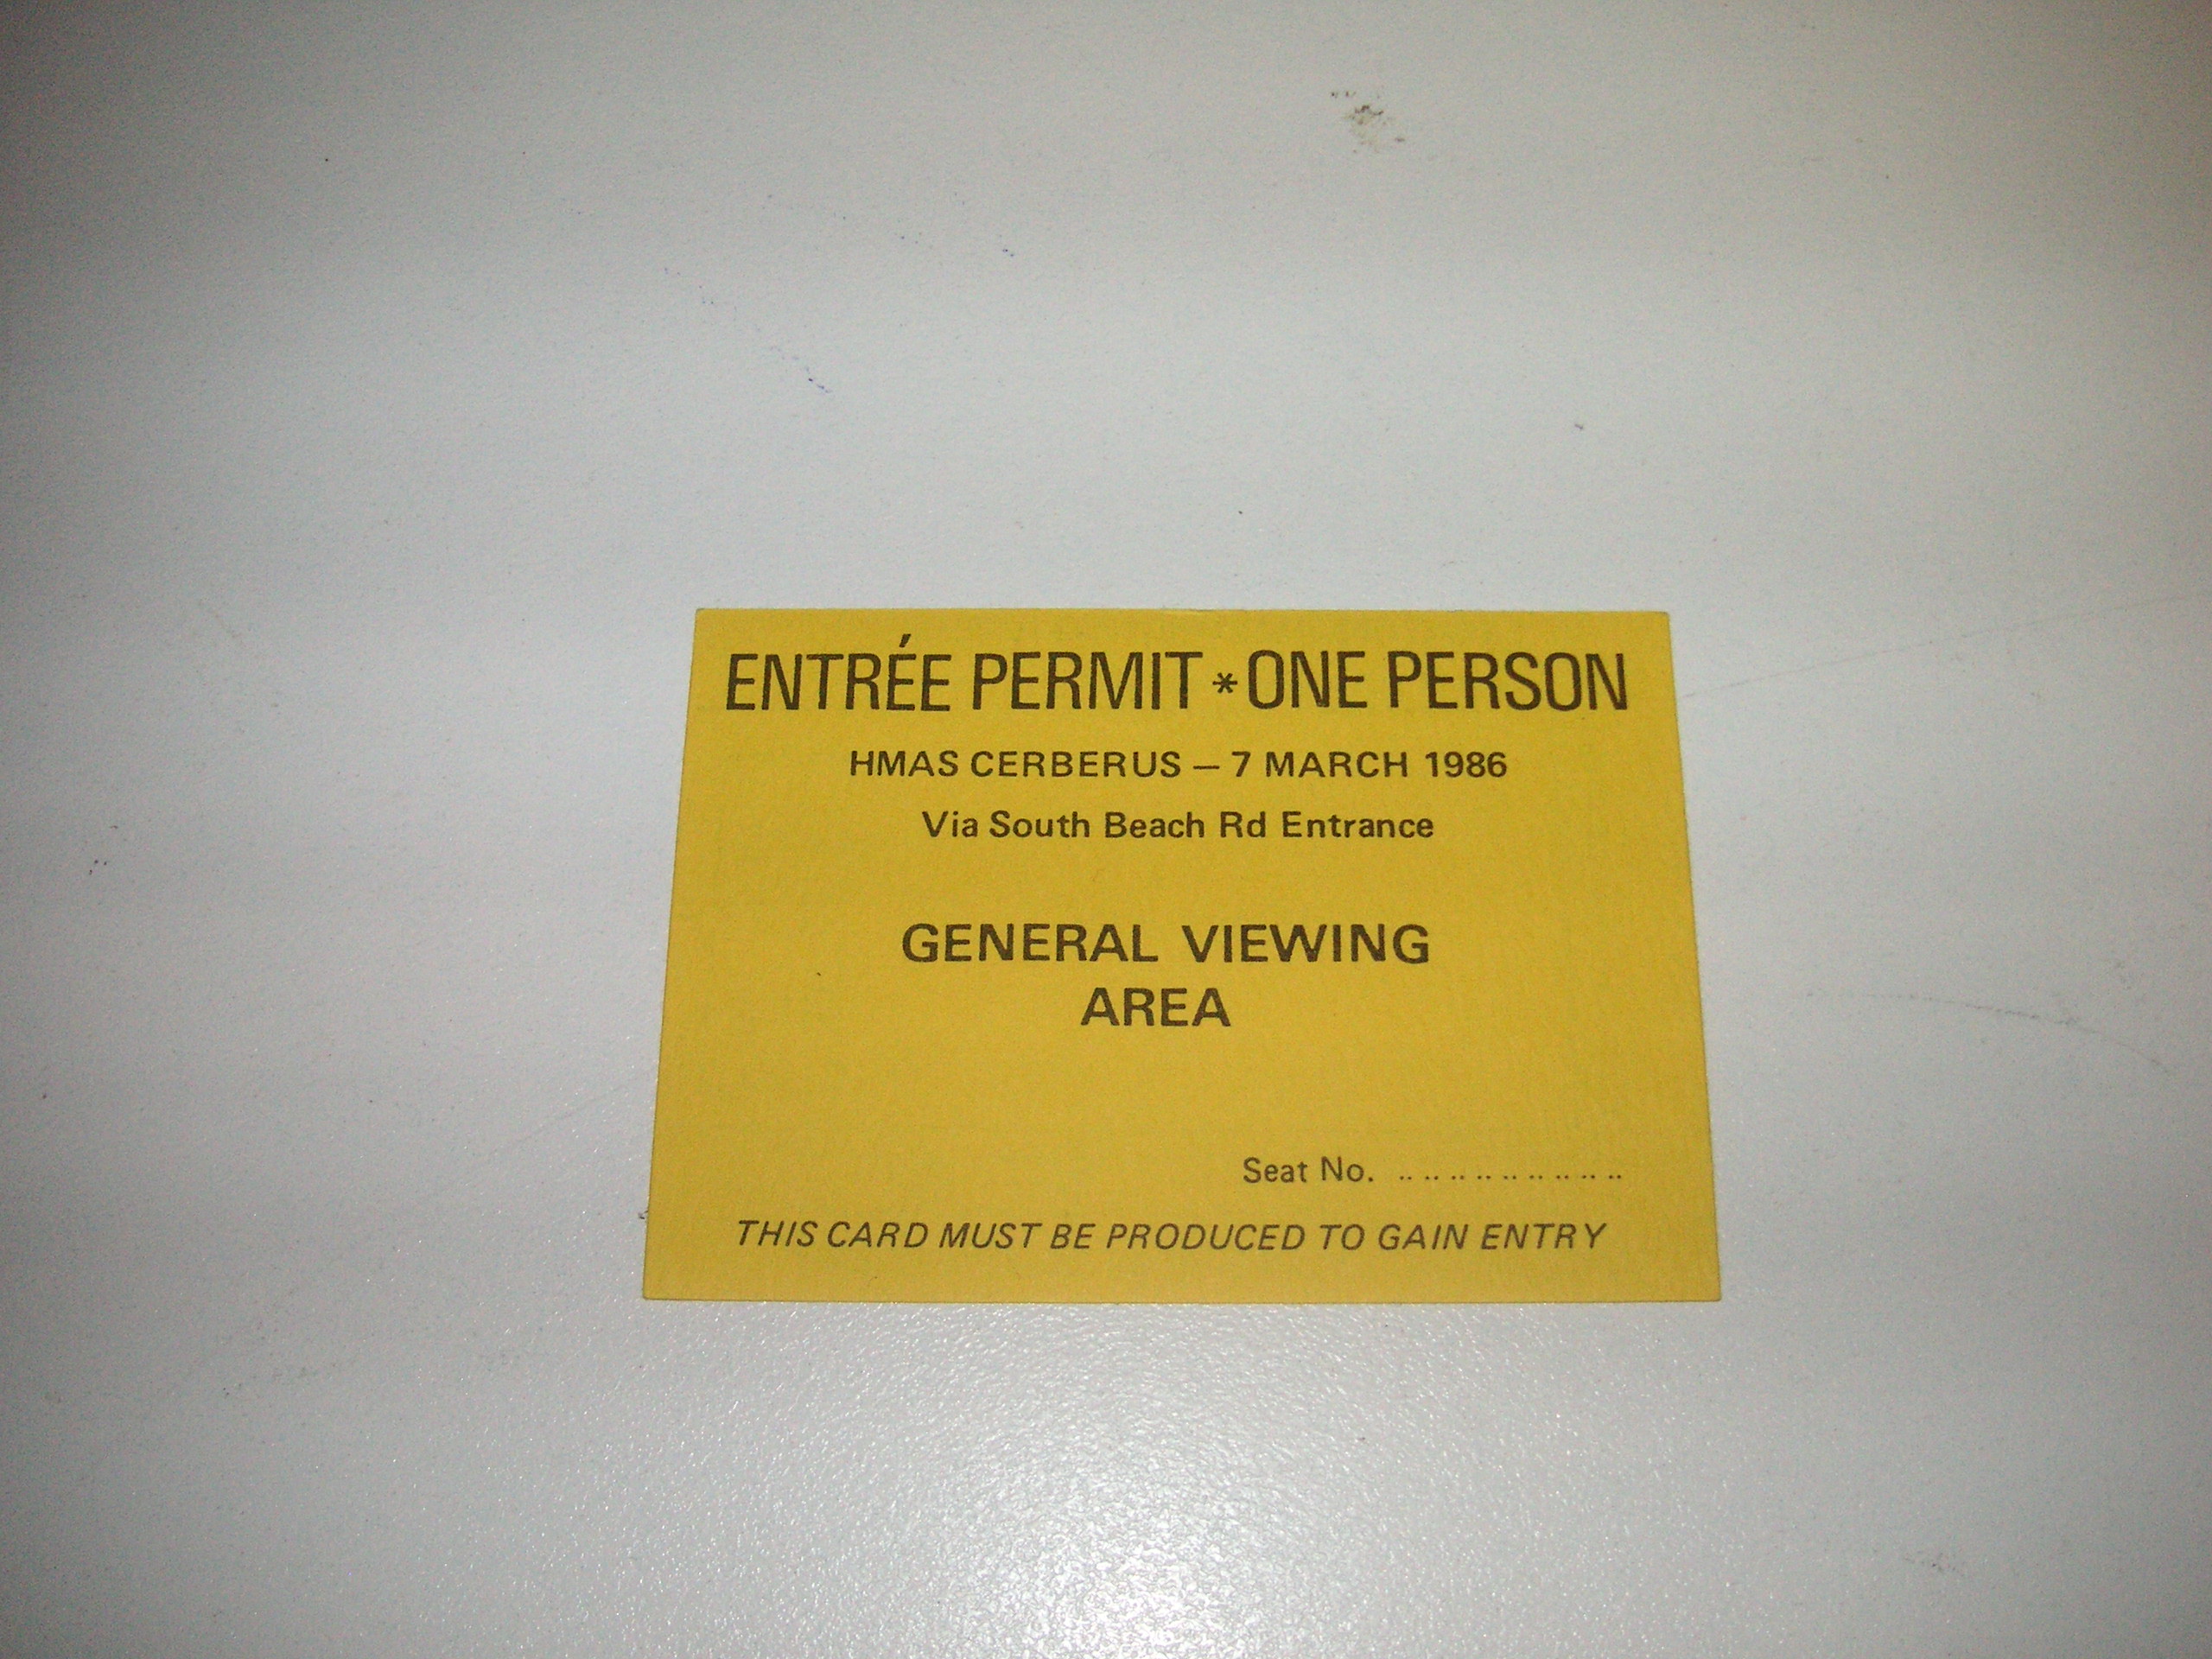 ENTRÉE PERMIT * ONE PERSON
HMAS CERBERUS – 7 MARCH 1986
Via South Beach Rd Entrance
GENERAL VIEWING
AREA
Seat No. .. .. .. .. .. .. .. .. ..
THIS CARD MUST BE PRODUCED TO GAIN ENTRY